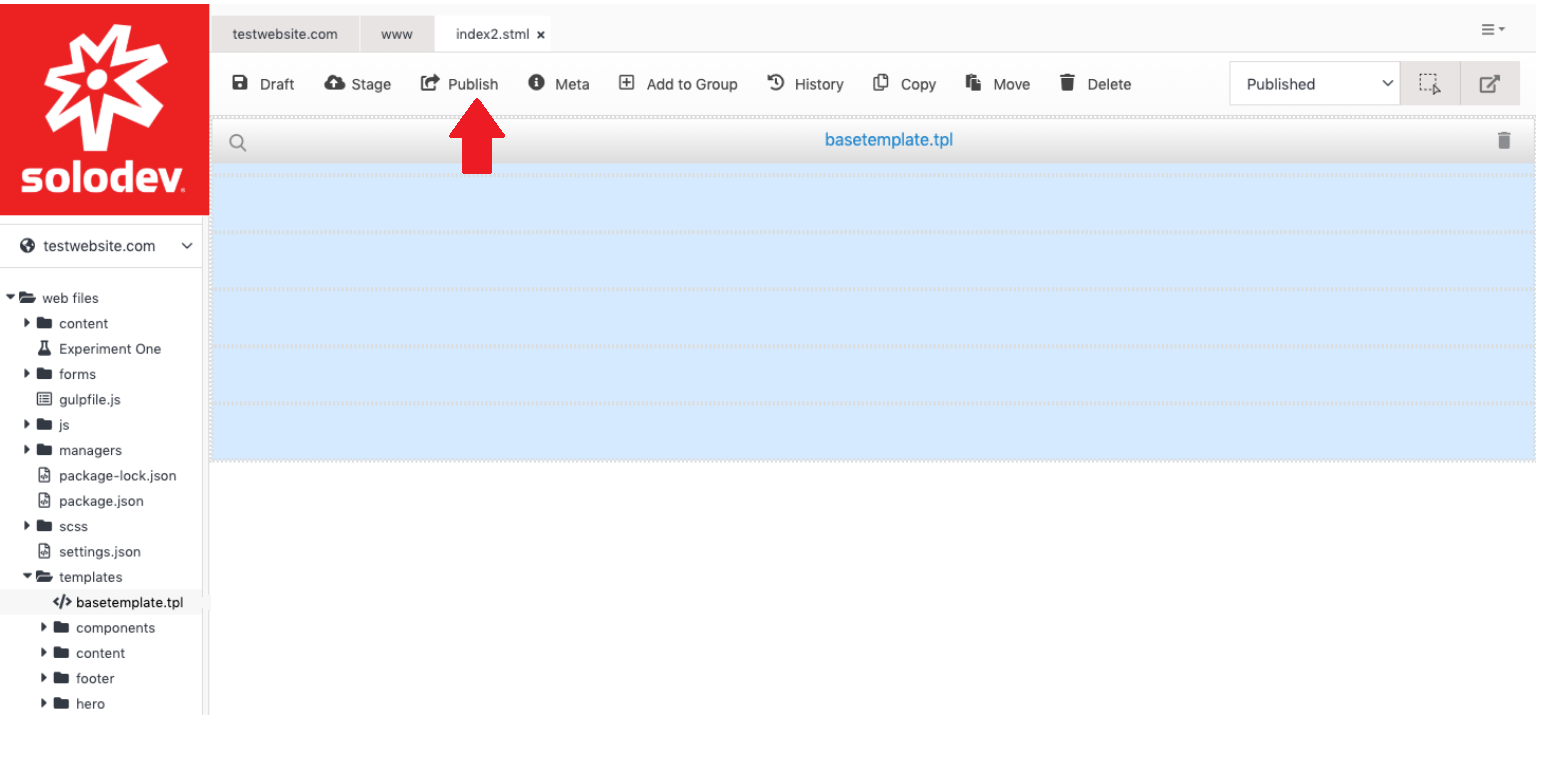 solodev
testwebsite.com www index2.stml ×
Draft Stage Publish Meta Add to Group History Copy Move Delete Published
basetemplate.tpl
testwebsite.com
web files
content
Experiment One
forms
gulpfile.js
js
managers
package-lock.json
package.json
scss
settings.json
templates
</> basetemplate.tpl
components
content
footer
hero